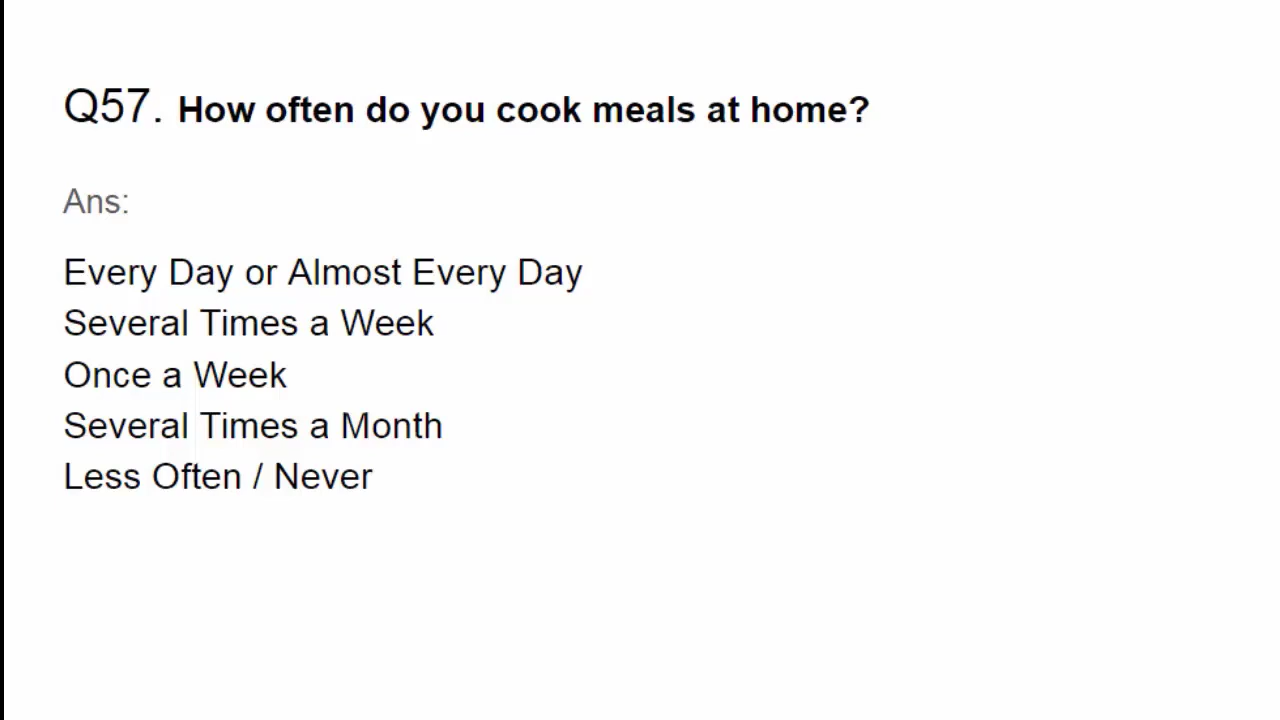 Q57. How often do you cook meals at home?
Ans:
Every Day or Almost Every Day
Several Times a Week
Once a Week
Several Times a Month
Less Often / Never